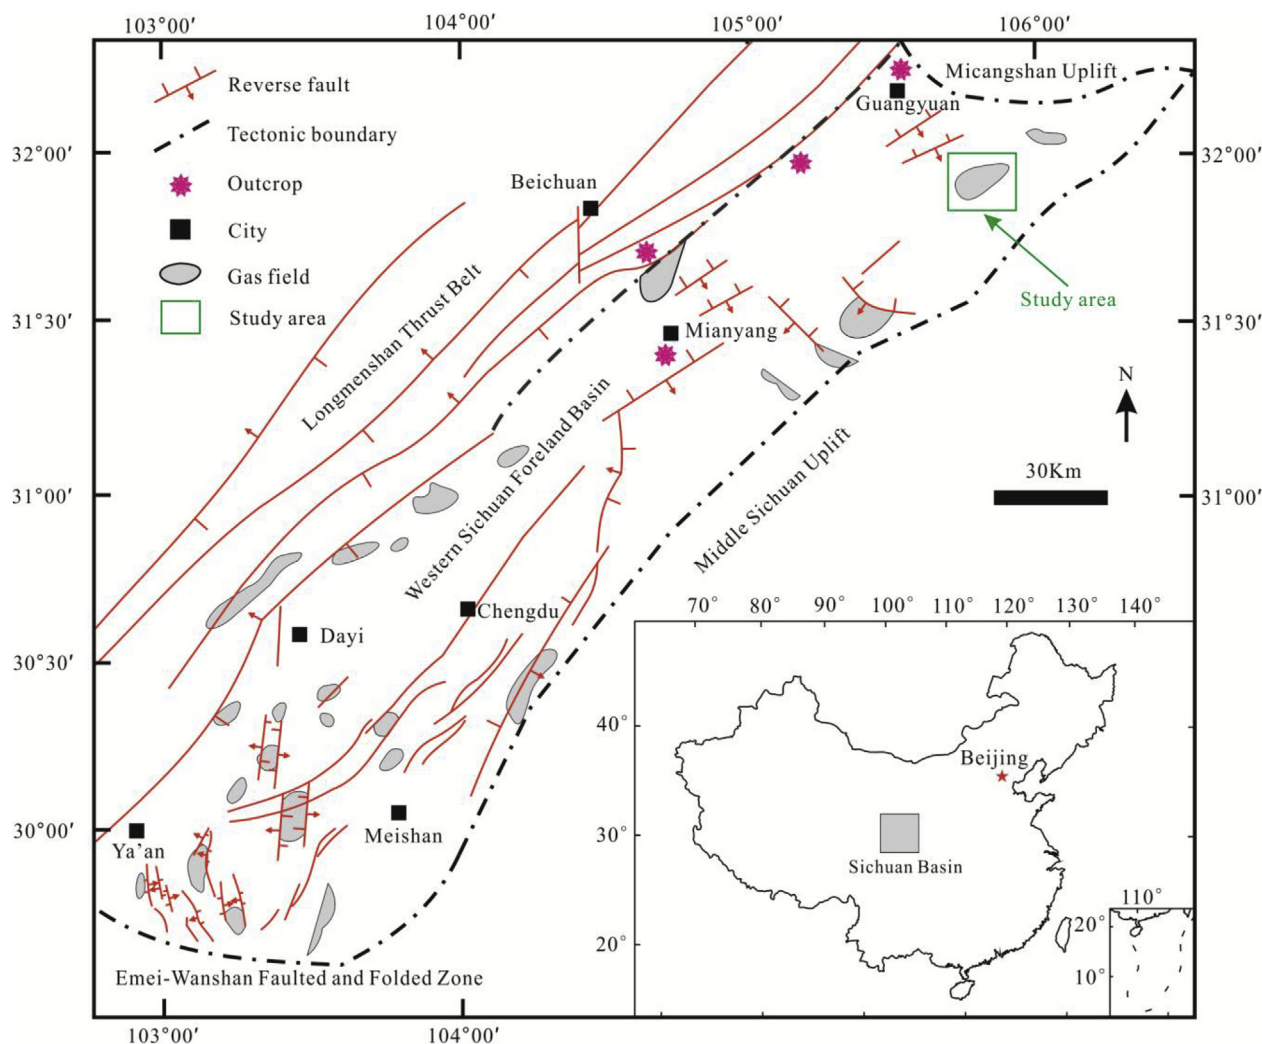 103°00′ 104°00′ 105°00′ 106°00′
Reverse fault
Tectonic boundary
Outcrop
City
Gas field
Study area
Micangshan Uplift
Guangyuan
32°00′ 32°00′
Beichuan
Study area
Longmenshan Thrust Belt
31°30′ 31°30′
Mianyang
N
Western Sichuan Foreland Basin
Middle Sichuan Uplift
30Km
31°00′ 31°00′
Chengdu
Dayi
30°30′
Meishan
30°00′
Ya’an
Emei-Wanshan Faulted and Folded Zone
103°00′ 104°00′
70° 80° 90° 100° 110° 120° 130° 140°
40°
Beijing
30°
Sichuan Basin
20°
110°
20°
10°